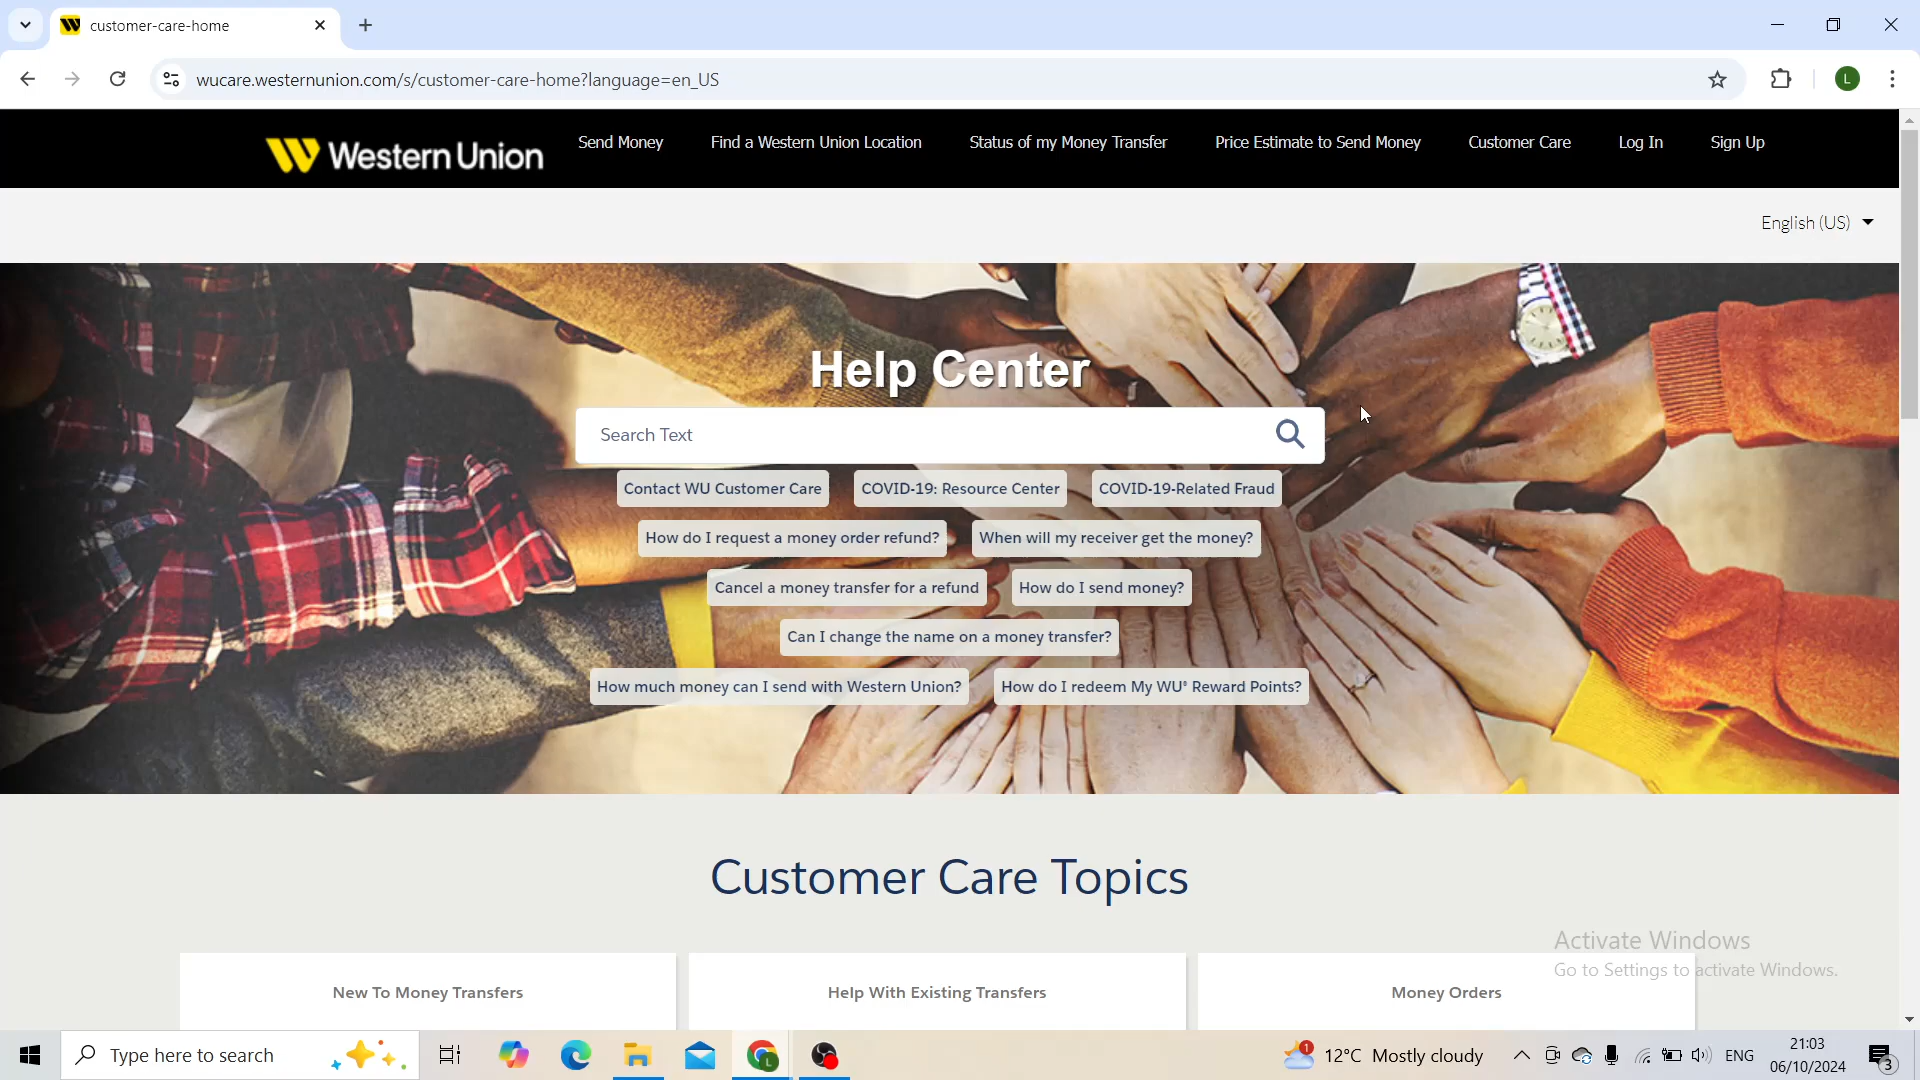 customer-care-home
wucare.westernunion.com/s/customer-care-home?language=en_US
L
Western Union
Send Money
Find a Western Union Location
Status of my Money Transfer
Price Estimate to Send Money
Customer Care
Log In
Sign Up
English (US)
Help Center
Search Text
Contact WU Customer Care
COVID-19: Resource Center
COVID-19-Related Fraud
How do I request a money order refund?
When will my receiver get the money?
Cancel a money transfer for a refund
How do I send money?
Can I change the name on a money transfer?
How much money can I send with Western Union?
How do I redeem My WU® Reward Points?
Customer Care Topics
Activate Windows
Go to Settings to activate Windows.
New To Money Transfers
Help With Existing Transfers
Money Orders
Type here to search
L
1
12°C Mostly cloudy
ENG
21:03
06/10/2024
3